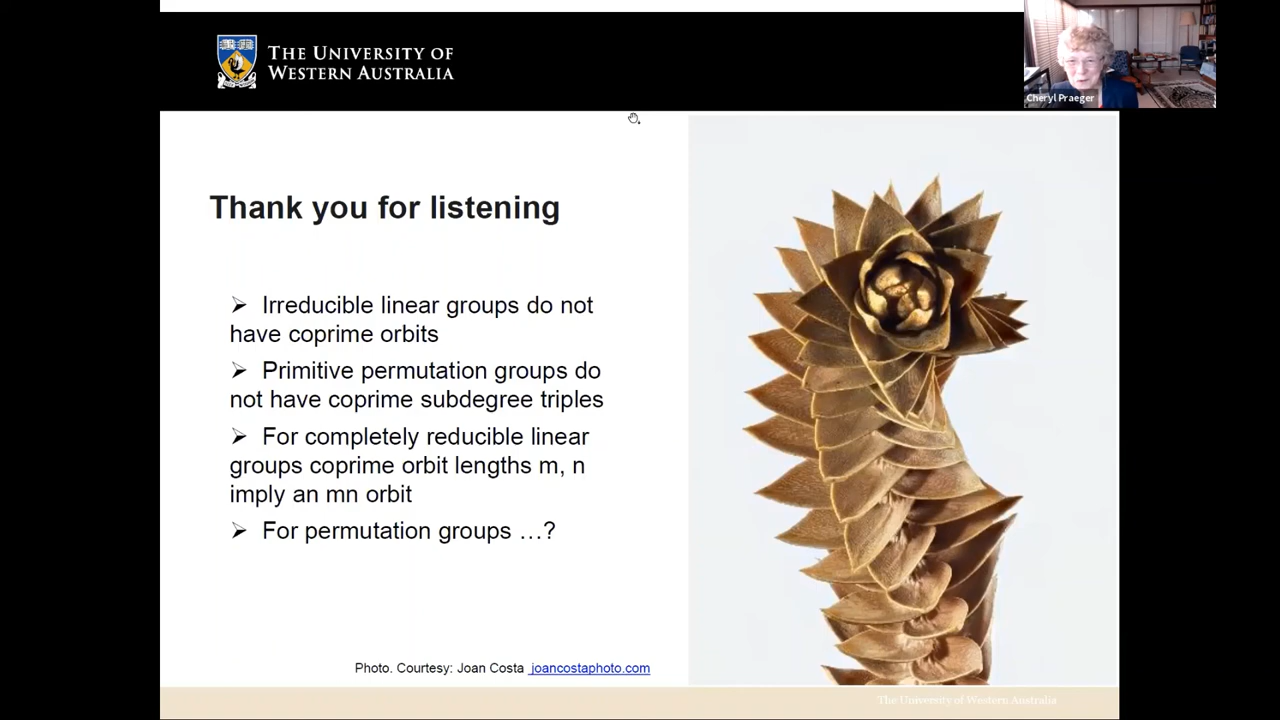 THE UNIVERSITY OF
WESTERN AUSTRALIA
Cheryl Praeger
Thank you for listening
➢ Irreducible linear groups do not
have coprime orbits
➢ Primitive permutation groups do
not have coprime subdegree triples
➢ For completely reducible linear
groups coprime orbit lengths m, n
imply an mn orbit
➢ For permutation groups …?
Photo. Courtesy: Joan Costa joancostaphoto.com
The University of Western Australia